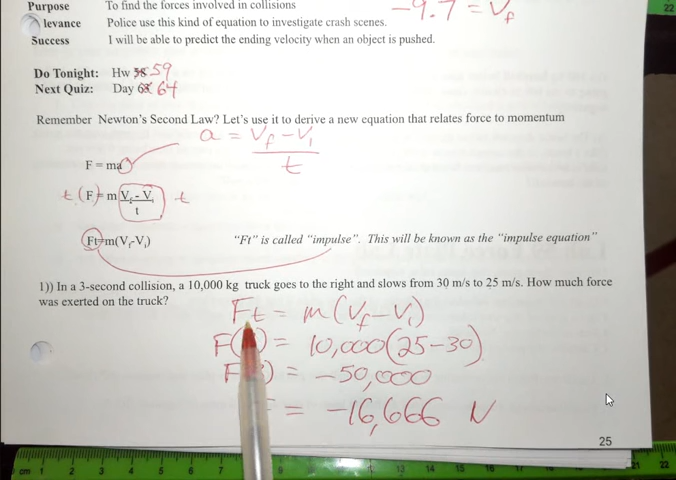 Purpose To find the forces involved in collisions
-9.7 = Vf
levance Police use this kind of equation to investigate crash scenes.
Success I will be able to predict the ending velocity when an object is pushed.
Do Tonight: Hw 58 59
Next Quiz: Day 63 64
Remember Newton's Second Law? Let's use it to derive a new equation that relates force to momentum
a = Vf - Vi
t
F = ma
t (F = m Vf - Vi ) t
t
Ft=m(Vf-Vi) "Ft" is called "impulse". This will be known as the "impulse equation"
1)) In a 3-second collision, a 10,000 kg truck goes to the right and slows from 30 m/s to 25 m/s. How much force
was exerted on the truck?
Ft = m(Vf - Vi)
F( ) = 10,000(25-30)
F( ) = -50,000
= -16,666 N
25
cm 1 2 3 4 5 6 7 9 13 14 15 16 17 21 22
22